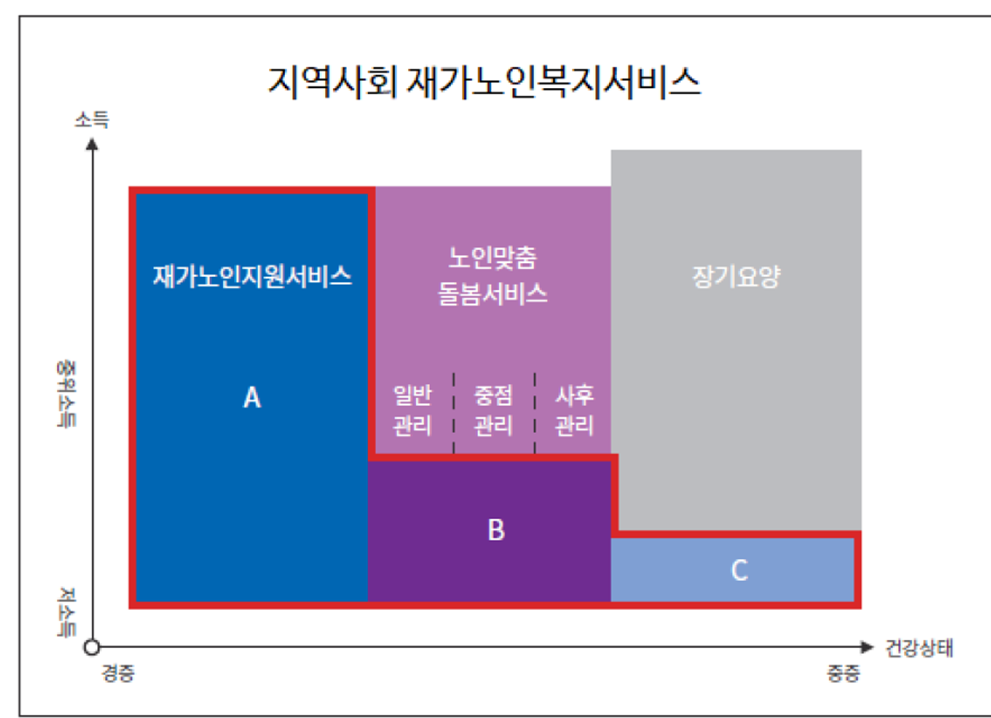 지역사회 재가노인복지서비스
소득
재가노인지원서비스
노인맞춤
돌봄서비스
장기요양
중위소득
A
일반
관리
중점
관리
사후
관리
B
C
저소득
경증
중증
건강상태